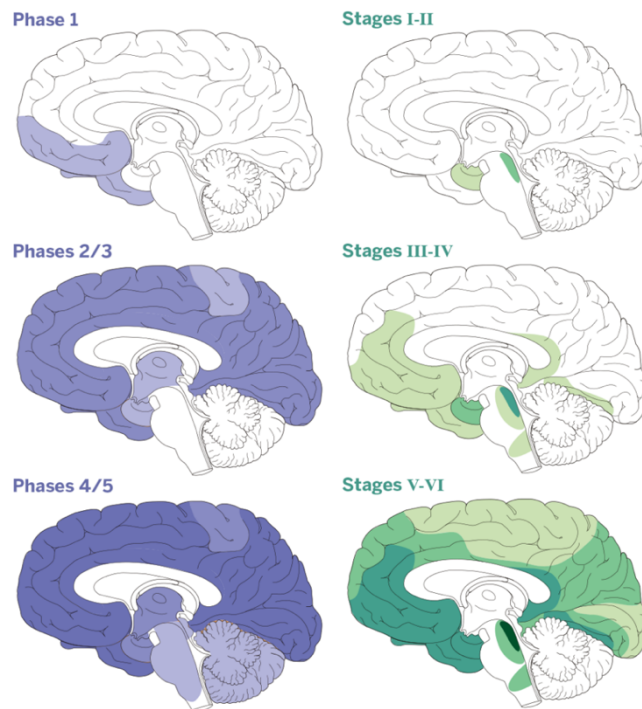 Phase 1
Stages I-II
Phases 2/3
Stages III-IV
Phases 4/5
Stages V-VI